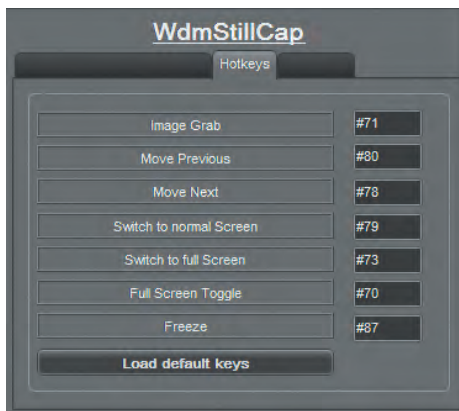 WdmStillCap
Hotkeys
Image Grab #71
Move Previous #80
Move Next #78
Switch to normal Screen #79
Switch to full Screen #73
Full Screen Toggle #70
Freeze #87
Load default keys